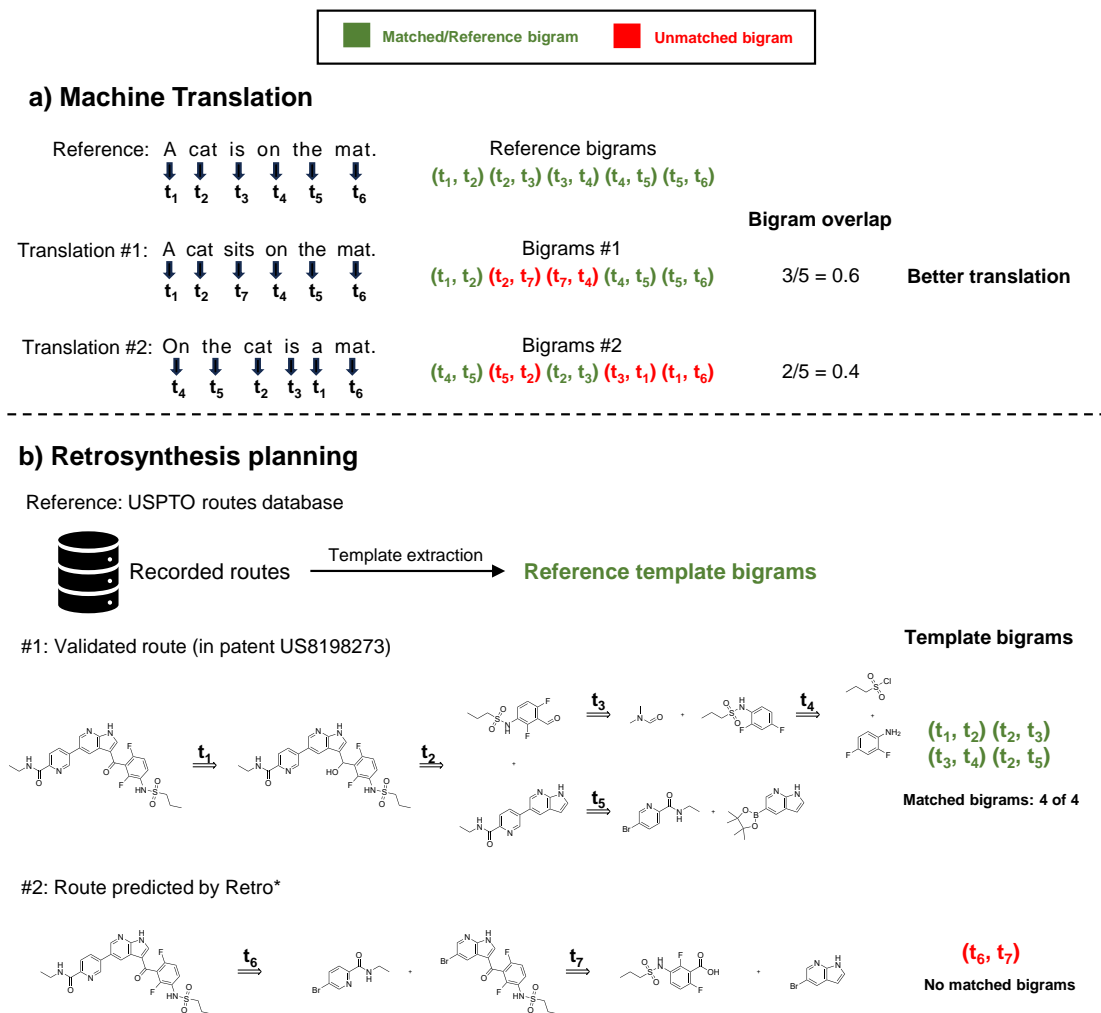 Matched/Reference bigram
Unmatched bigram
a) Machine Translation
Reference: A cat is on the mat.
t₁ t₂ t₃ t₄ t₅ t₆
Reference bigrams
(t₁, t₂) (t₂, t₃) (t₃, t₄) (t₄, t₅) (t₅, t₆)
Bigram overlap
Translation #1: A cat sits on the mat.
t₁ t₂ t₇ t₄ t₅ t₆
Bigrams #1
(t₁, t₂) (t₂, t₇) (t₇, t₄) (t₄, t₅) (t₅, t₆)
3/5 = 0.6
Better translation
Translation #2: On the cat is a mat.
t₄ t₅ t₂ t₃ t₁ t₆
Bigrams #2
(t₄, t₅) (t₅, t₂) (t₂, t₃) (t₃, t₁) (t₁, t₆)
2/5 = 0.4
b) Retrosynthesis planning
Reference: USPTO routes database
Recorded routes
Template extraction
Reference template bigrams
#1: Validated route (in patent US8198273)
Template bigrams
t₁
t₂
t₃
t₄
t₅
(t₁, t₂) (t₂, t₃)
(t₃, t₄) (t₂, t₅)
Matched bigrams: 4 of 4
#2: Route predicted by Retro*
t₆
t₇
(t₆, t₇)
No matched bigrams